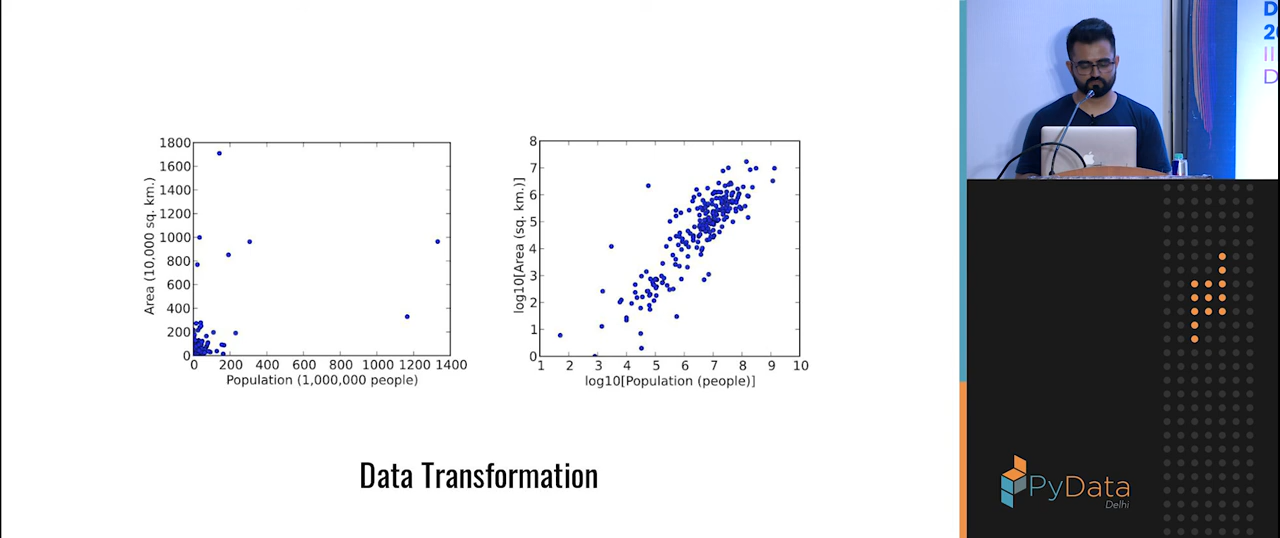 1800
1600
1400
1200
1000
800
600
400
200
0
Area (10,000 sq. km.)
0 200 400 600 800 1000 1200 1400
Population (1,000,000 people)
8
7
6
5
4
3
2
1
0
log10[Area (sq. km.)]
1 2 3 4 5 6 7 8 9 10
log10[Population (people)]
Data Transformation
D
2
II
D
PyData
Delhi